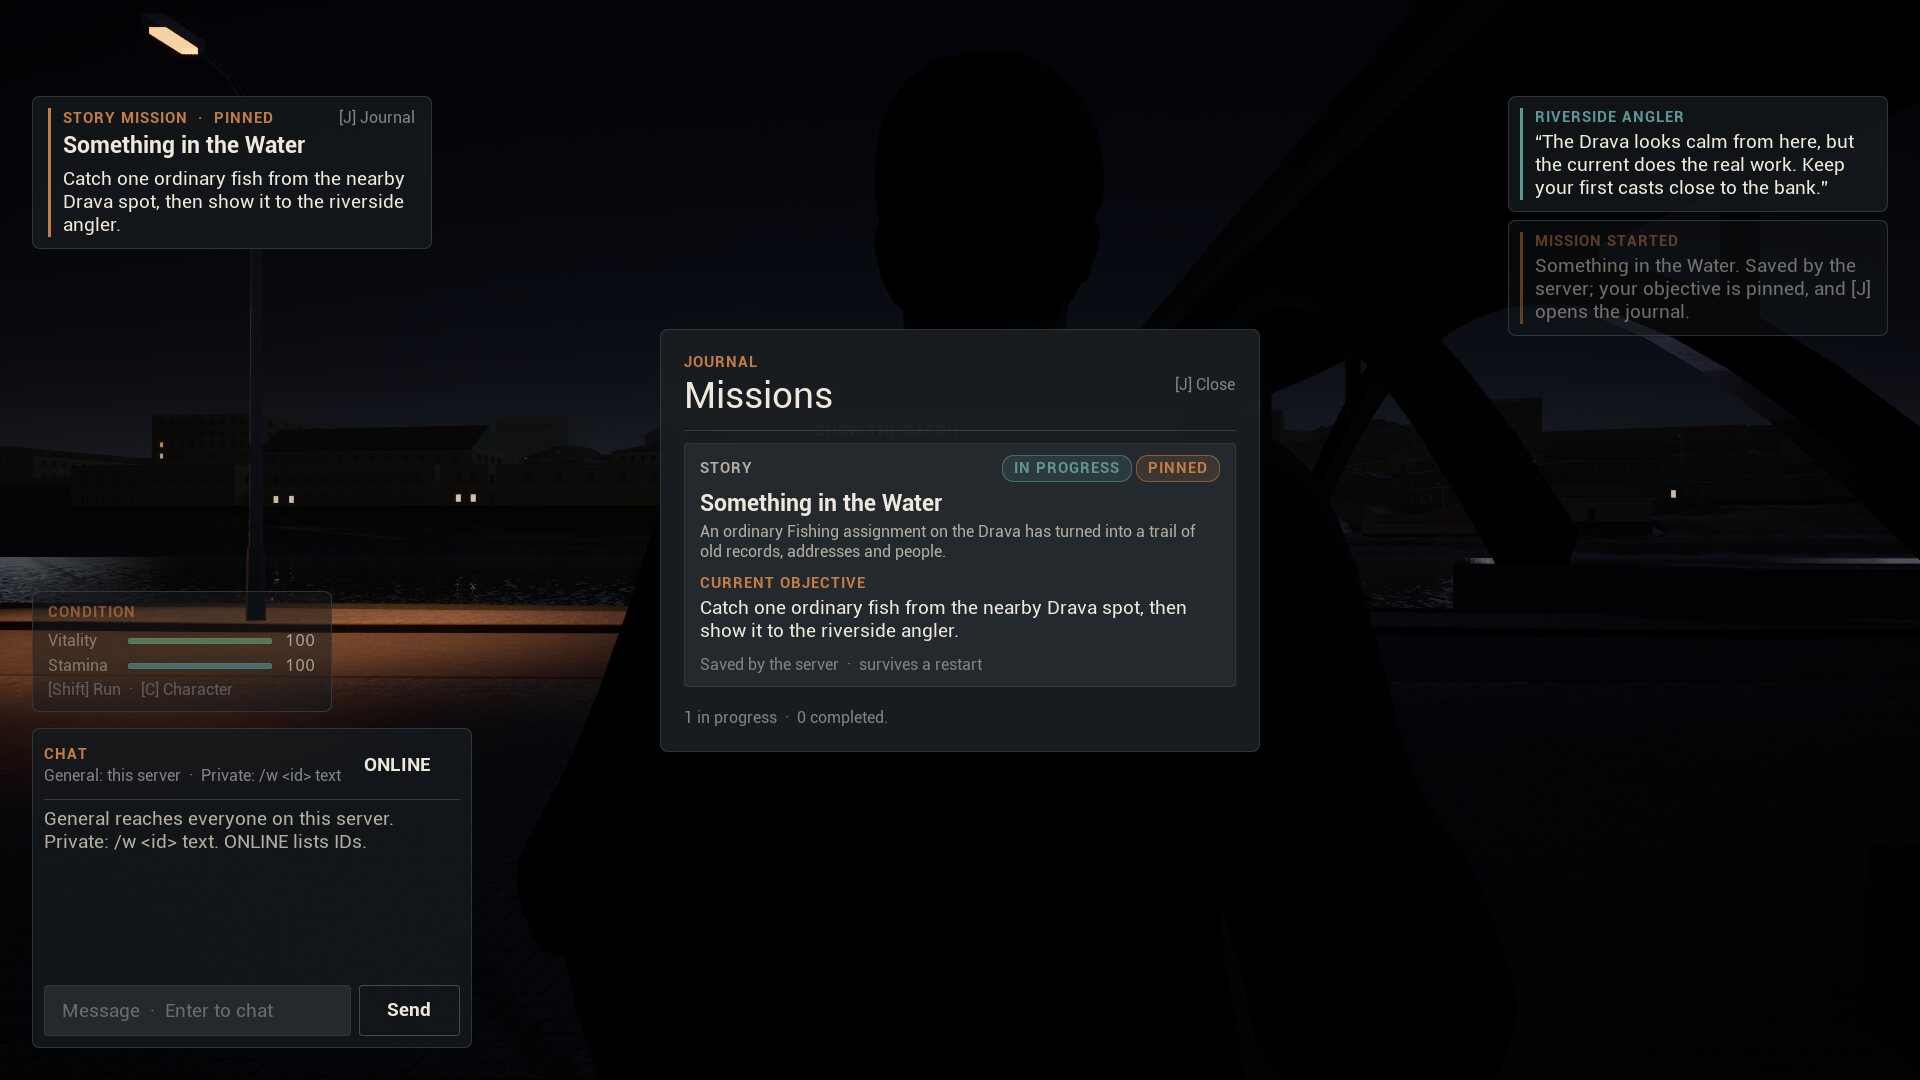 STORY MISSION · PINNED
[J] Journal
Something in the Water
Catch one ordinary fish from the nearby
Drava spot, then show it to the riverside
angler.
RIVERSIDE ANGLER
“The Drava looks calm from here, but
the current does the real work. Keep
your first casts close to the bank.”
MISSION STARTED
Something in the Water. Saved by the
server; your objective is pinned, and [J]
opens the journal.
JOURNAL
Missions
[J] Close
SHOW THE CATCH
STORY
IN PROGRESS
PINNED
Something in the Water
An ordinary Fishing assignment on the Drava has turned into a trail of
old records, addresses and people.
CURRENT OBJECTIVE
Catch one ordinary fish from the nearby Drava spot, then
show it to the riverside angler.
Saved by the server · survives a restart
1 in progress · 0 completed.
CONDITION
Vitality 100
Stamina 100
[Shift] Run · [C] Character
CHAT
General: this server · Private: /w <id> text
ONLINE
General reaches everyone on this server.
Private: /w <id> text. ONLINE lists IDs.
Message · Enter to chat
Send